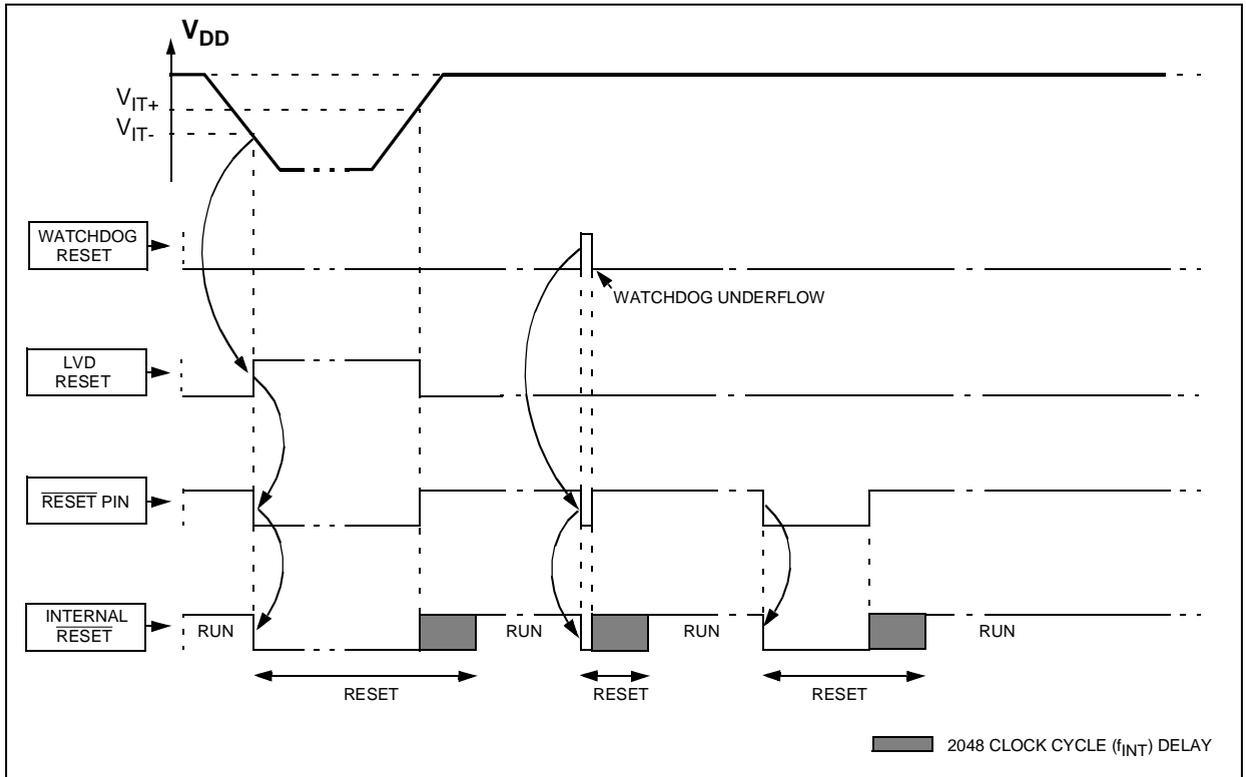 VDD
VIT+
VIT-
WATCHDOG
RESET
WATCHDOG UNDERFLOW
LVD
RESET
RESET PIN
INTERNAL
RESET
RUN
RUN
RUN
RUN
RESET
RESET
RESET
2048 CLOCK CYCLE (fINT) DELAY